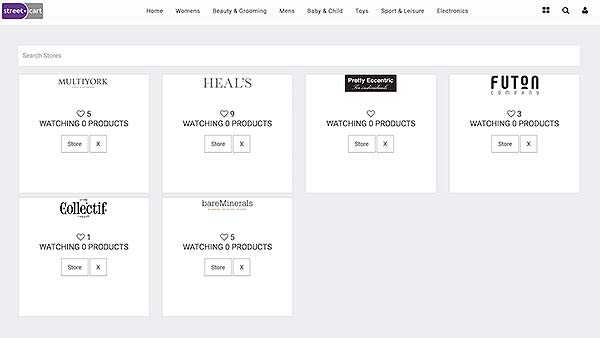 street cart
Home Womens Beauty & Grooming Mens Baby & Child Toys Sport & Leisure Electronics
Search Stores
MULTIYORK
5
WATCHING 0 PRODUCTS
Store X
HEAL'S
9
WATCHING 0 PRODUCTS
Store X
Pretty Eccentric
For individuals
WATCHING 0 PRODUCTS
Store X
FUTON
COMPANY
3
WATCHING 0 PRODUCTS
Store X
Collectif
1
WATCHING 0 PRODUCTS
Store X
bareMinerals
5
WATCHING 0 PRODUCTS
Store X